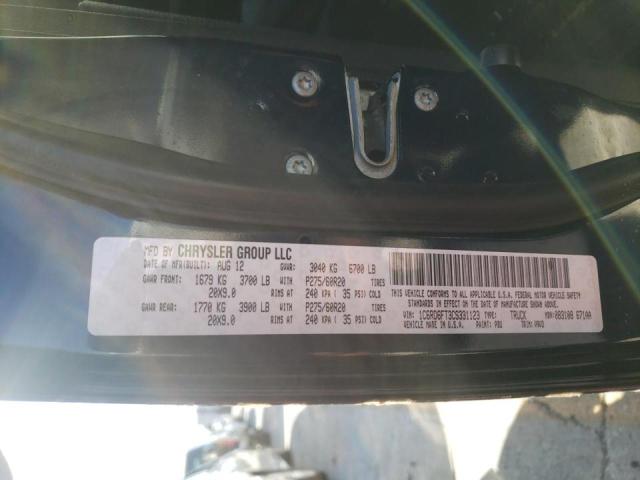 MFD BY CHRYSLER GROUP LLC
DATE OF MFR(BUILT): AUG 12 GVWR: 3040 KG 6700 LB
GAWR FRONT: 1679 KG 3700 LB WITH P275/60R20 TIRES
20X9.0 RIMS AT 240 KPA ( 35 PSI) COLD
GAWR REAR: 1770 KG 3900 LB WITH P275/60R20 TIRES
20X9.0 RIMS AT 240 KPA ( 35 PSI) COLD
THIS VEHICLE CONFORMS TO ALL APPLICABLE U.S.A. FEDERAL MOTOR VEHICLE SAFETY
STANDARDS IN EFFECT ON THE DATE OF MANUFACTURE SHOWN ABOVE.
VIN: 1C6RD6FT3CS331123 TYPE: TRUCK MDH: 083108 671AA
PAINT: PBU TRIM: